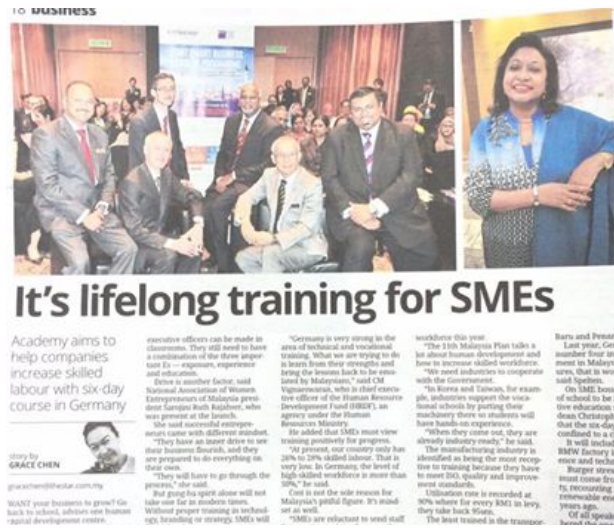 18 business
It's lifelong training for SMEs
Academy aims to
help companies
increase skilled
labour with six-day
course in Germany
story by
GRACE CHEN
gracechen@thestar.com.my
WANT your business to grow? Go
back to school, advises one human
capital development centre.
executive officers can be made in
classrooms. They still need to have
a combination of the three impor-
tant Es — exposure, experience
and education.
Drive is another factor, said
National Association of Women
Entrepreneurs of Malaysia presi-
dent Sarojini Ruth Rajahser, who
was present at the launch.
She said successful entrepre-
neurs came with different mindset.
"They have an inner drive to see
their business flourish, and they
are prepared to do everything on
their own.
"They will have to go through the
process," she said.
But gung-ho spirit alone will not
take one far in modern times.
Without proper training in technol-
ogy, branding or strategy, SMEs will
"Germany is very strong in the
area of technical and vocational
training. What we are trying to do
is learn from their strengths and
bring the lessons back to be emu-
lated by Malaysians," said CM
Vignaesvaran, who is chief execu-
tive officer of the Human Resource
Development Fund (HRDF), an
agency under the Human
Resources Ministry.
He added that SMEs must view
training positively for progress.
"At present, our country only has
26% to 28% skilled labour. That is
very low. In Germany, the level of
high-skilled workforce is more than
50%," he said.
Cost is not the sole reason for
Malaysia's pitiful figure. It's mind-
set as well.
"SMEs are reluctant to send staff
workforce this year.
"The 11th Malaysia Plan talks a
lot about human development and
how to increase skilled workforce.
"We need industries to cooperate
with the Government.
"In Korea and Taiwan, for exam-
ple, industries support the voca-
tional schools by putting their
machinery there so students will
have hands-on experience.
"When they come out, they are
already industry-ready," he said.
The manufacturing industry is
identified as being the most recep-
tive to training because they have
to meet ISO, quality and improve-
ment standards.
Utilisation rate is recorded at
90% where for every RM1 in levy,
they take back 95sen.
The least trained is the transpor-
Baru and Penan
Last year, Ge
number four in
ment in Malays
said Spelten.
On SME
of school to be
tive education
dean Christoph
that the six-day
confined to a c
It will includ
BMW factory i
ence and techn
Burger
must come fro
ty, recounting
renewable en
years ago.
Of all